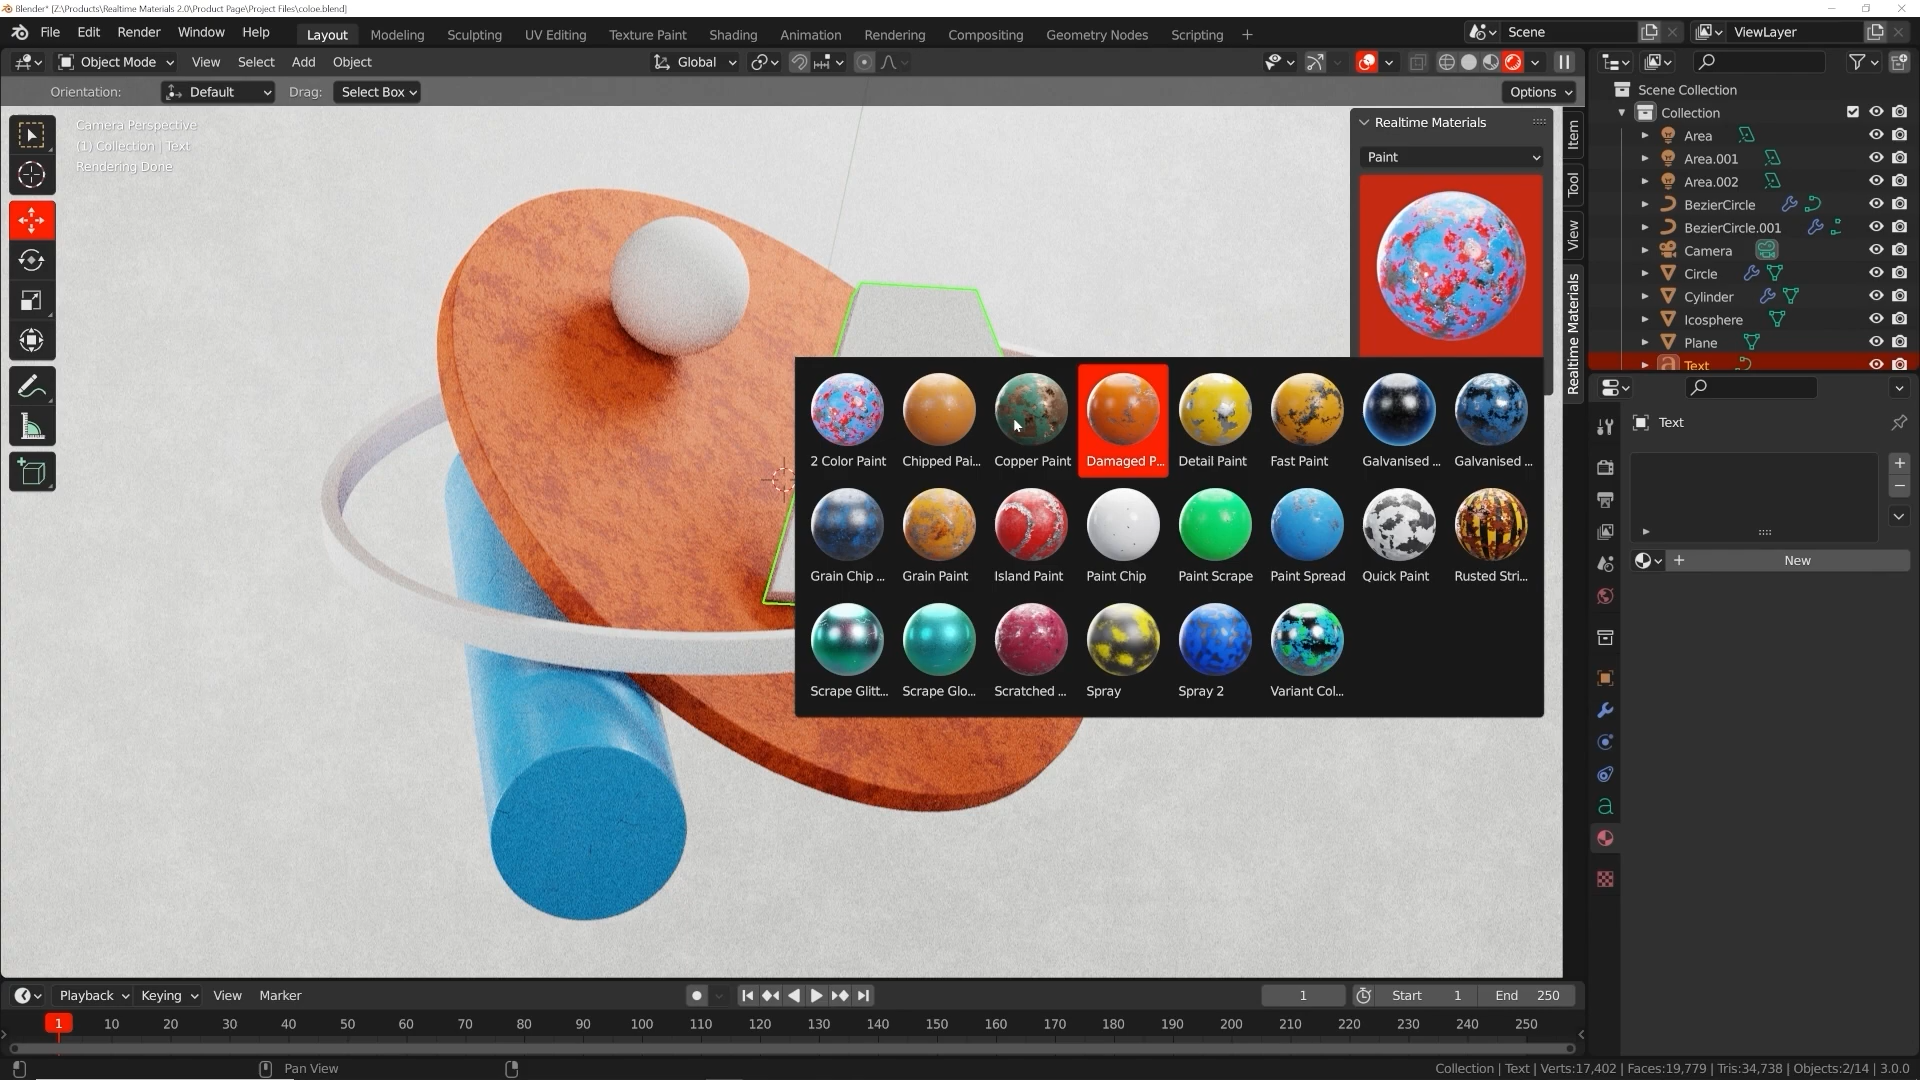 Blender* [Z:\Products\Realtime Materials 2.0\Product Page\Project Files\coloe.blend]
File Edit Render Window Help
Layout Modeling Sculpting UV Editing Texture Paint Shading Animation Rendering Compositing Geometry Nodes Scripting +
Scene
ViewLayer
Object Mode View Select Add Object
Global
Orientation: Default Drag: Select Box
Options
Camera Perspective
(1) Collection | Text
Rendering Done
Realtime Materials
Paint
Item
Tool
View
Realtime Materials
2 Color Paint Chipped Pai... Copper Paint Damaged P... Detail Paint Fast Paint Galvanised ... Galvanised ...
Grain Chip ... Grain Paint Island Paint Paint Chip Paint Scrape Paint Spread Quick Paint Rusted Stri...
Scrape Glitt... Scrape Glo... Scratched ... Spray Spray 2 Variant Col...
Scene Collection
Collection
Area
Area.001
Area.002
BezierCircle
BezierCircle.001
Camera
Circle
Cylinder
Icosphere
Plane
Text
Text
New
Playback Keying View Marker
1
Start 1
End 250
1 10 20 30 40 50 60 70 80 90 100 110 120 130 140 150 160 170 180 190 200 210 220 230 240 250
Pan View
Collection | Text | Verts:17,402 | Faces:19,779 | Tris:34,738 | Objects:2/14 | 3.0.0